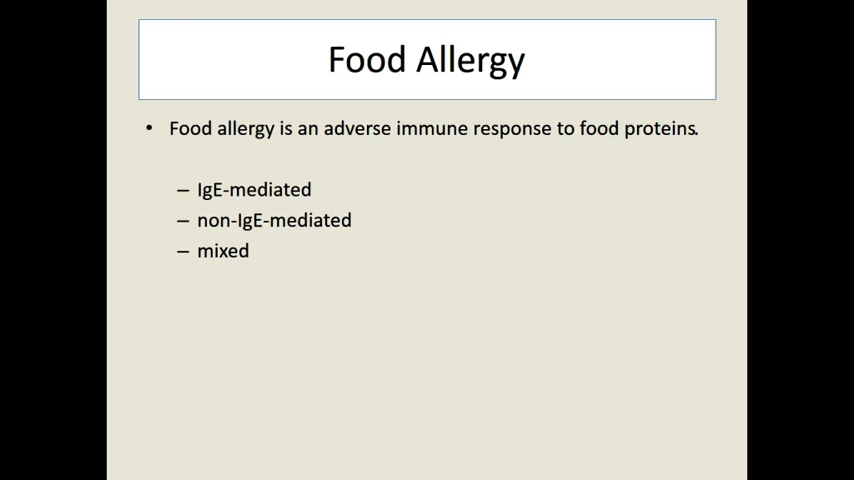 Food Allergy
• Food allergy is an adverse immune response to food proteins.
– IgE-mediated
– non-IgE-mediated
– mixed